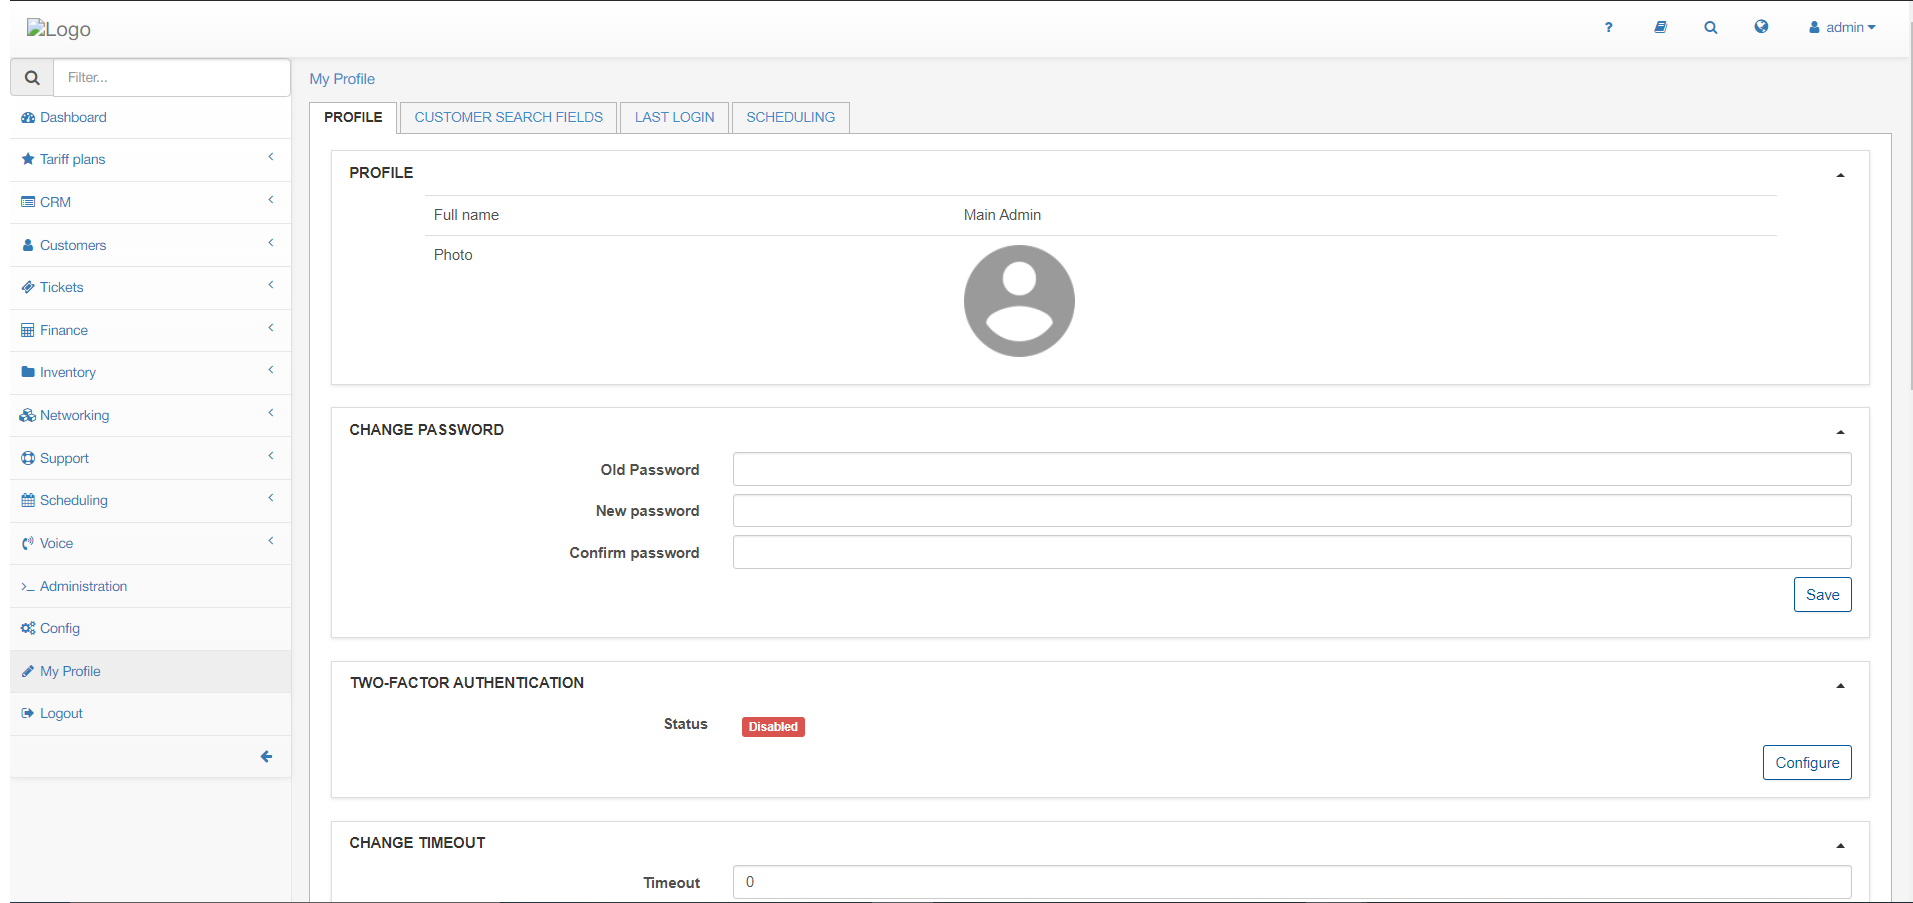 Logo
?
admin
Filter...
Dashboard
Tariff plans
CRM
Customers
Tickets
Finance
Inventory
Networking
Support
Scheduling
Voice
Administration
Config
My Profile
Logout
My Profile
PROFILE
CUSTOMER SEARCH FIELDS
LAST LOGIN
SCHEDULING
PROFILE
Full name
Main Admin
Photo
CHANGE PASSWORD
Old Password
New password
Confirm password
Save
TWO-FACTOR AUTHENTICATION
Status
Disabled
Configure
CHANGE TIMEOUT
Timeout
0